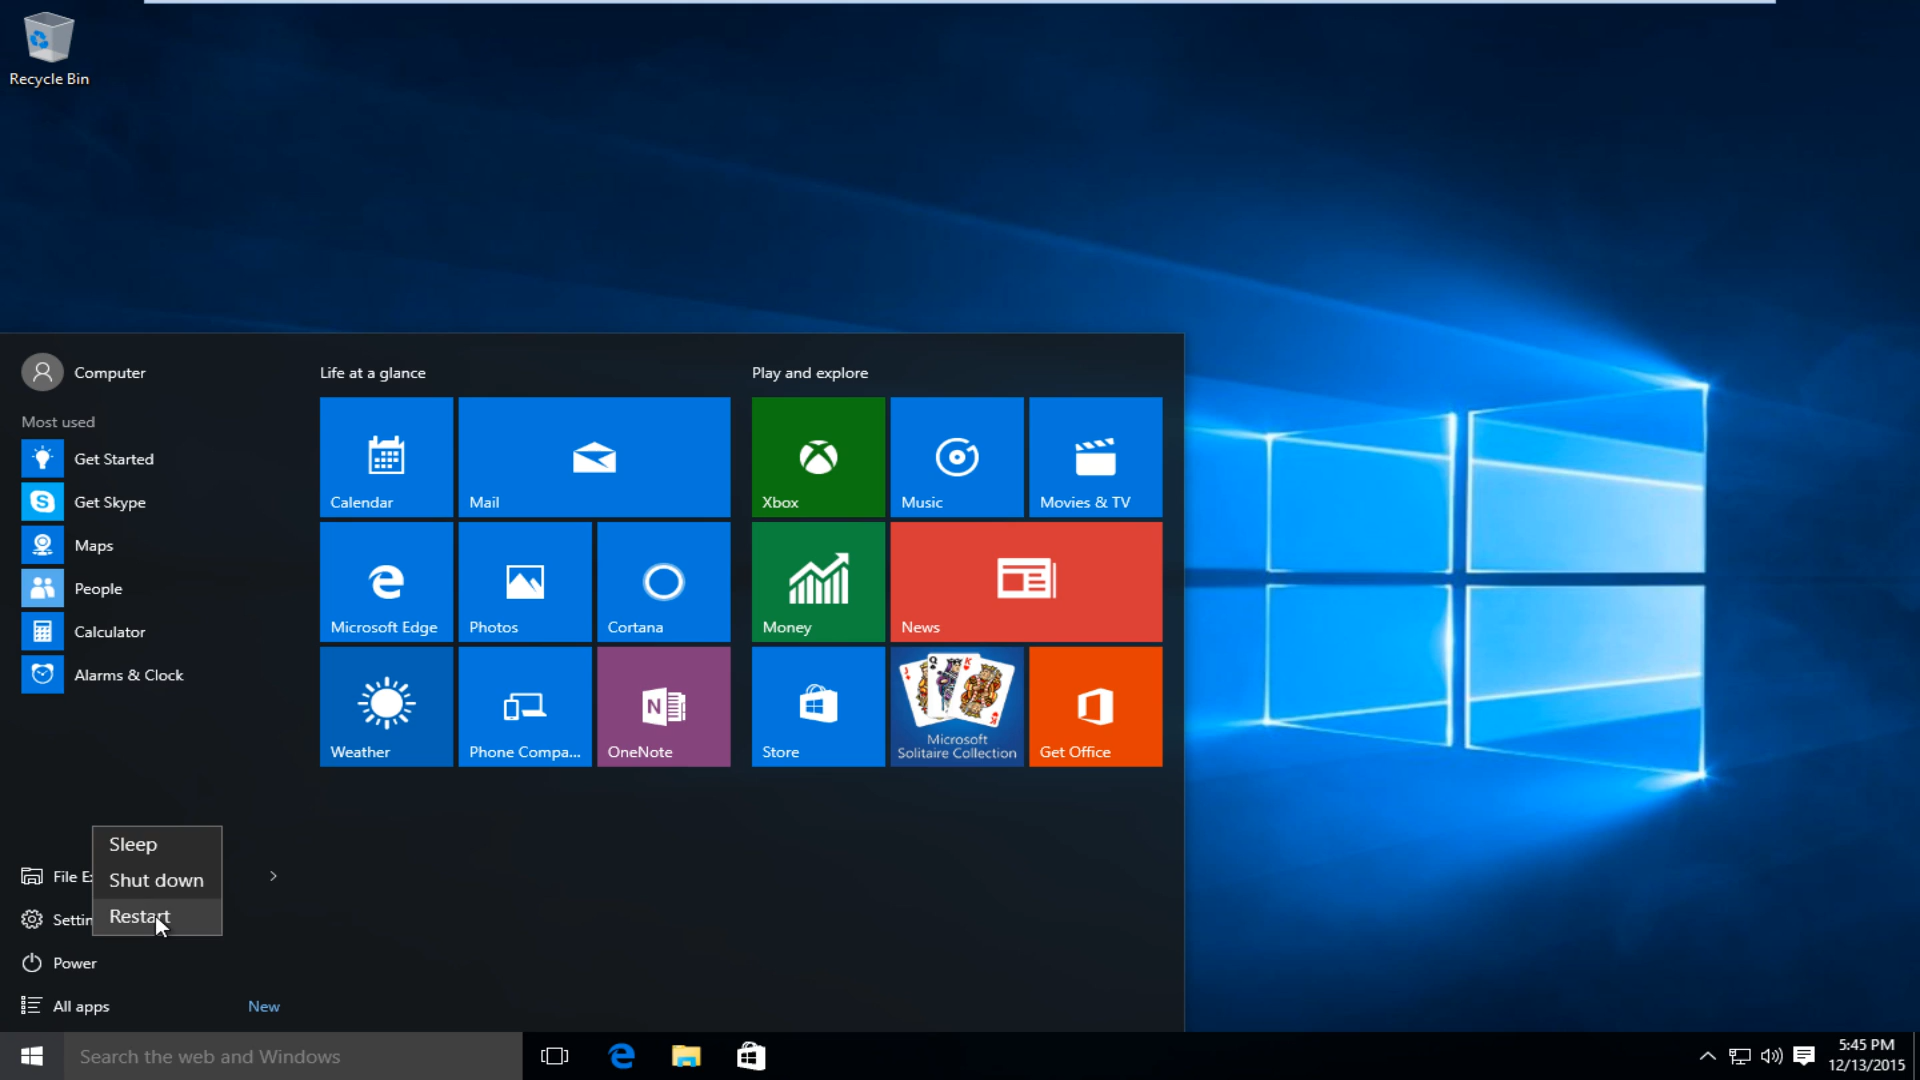 Recycle Bin
Computer
Most used
Get Started
Get Skype
Maps
People
Calculator
Alarms & Clock
Life at a glance
Calendar
Mail
Microsoft Edge
Photos
Cortana
Weather
Phone Compa...
OneNote
Play and explore
Xbox
Music
Movies & TV
Money
News
Store
Microsoft
Solitaire Collection
Get Office
Sleep
Shut down
Restart
File E
Settin
Power
All apps
New
Search the web and Windows
5:45 PM
12/13/2015